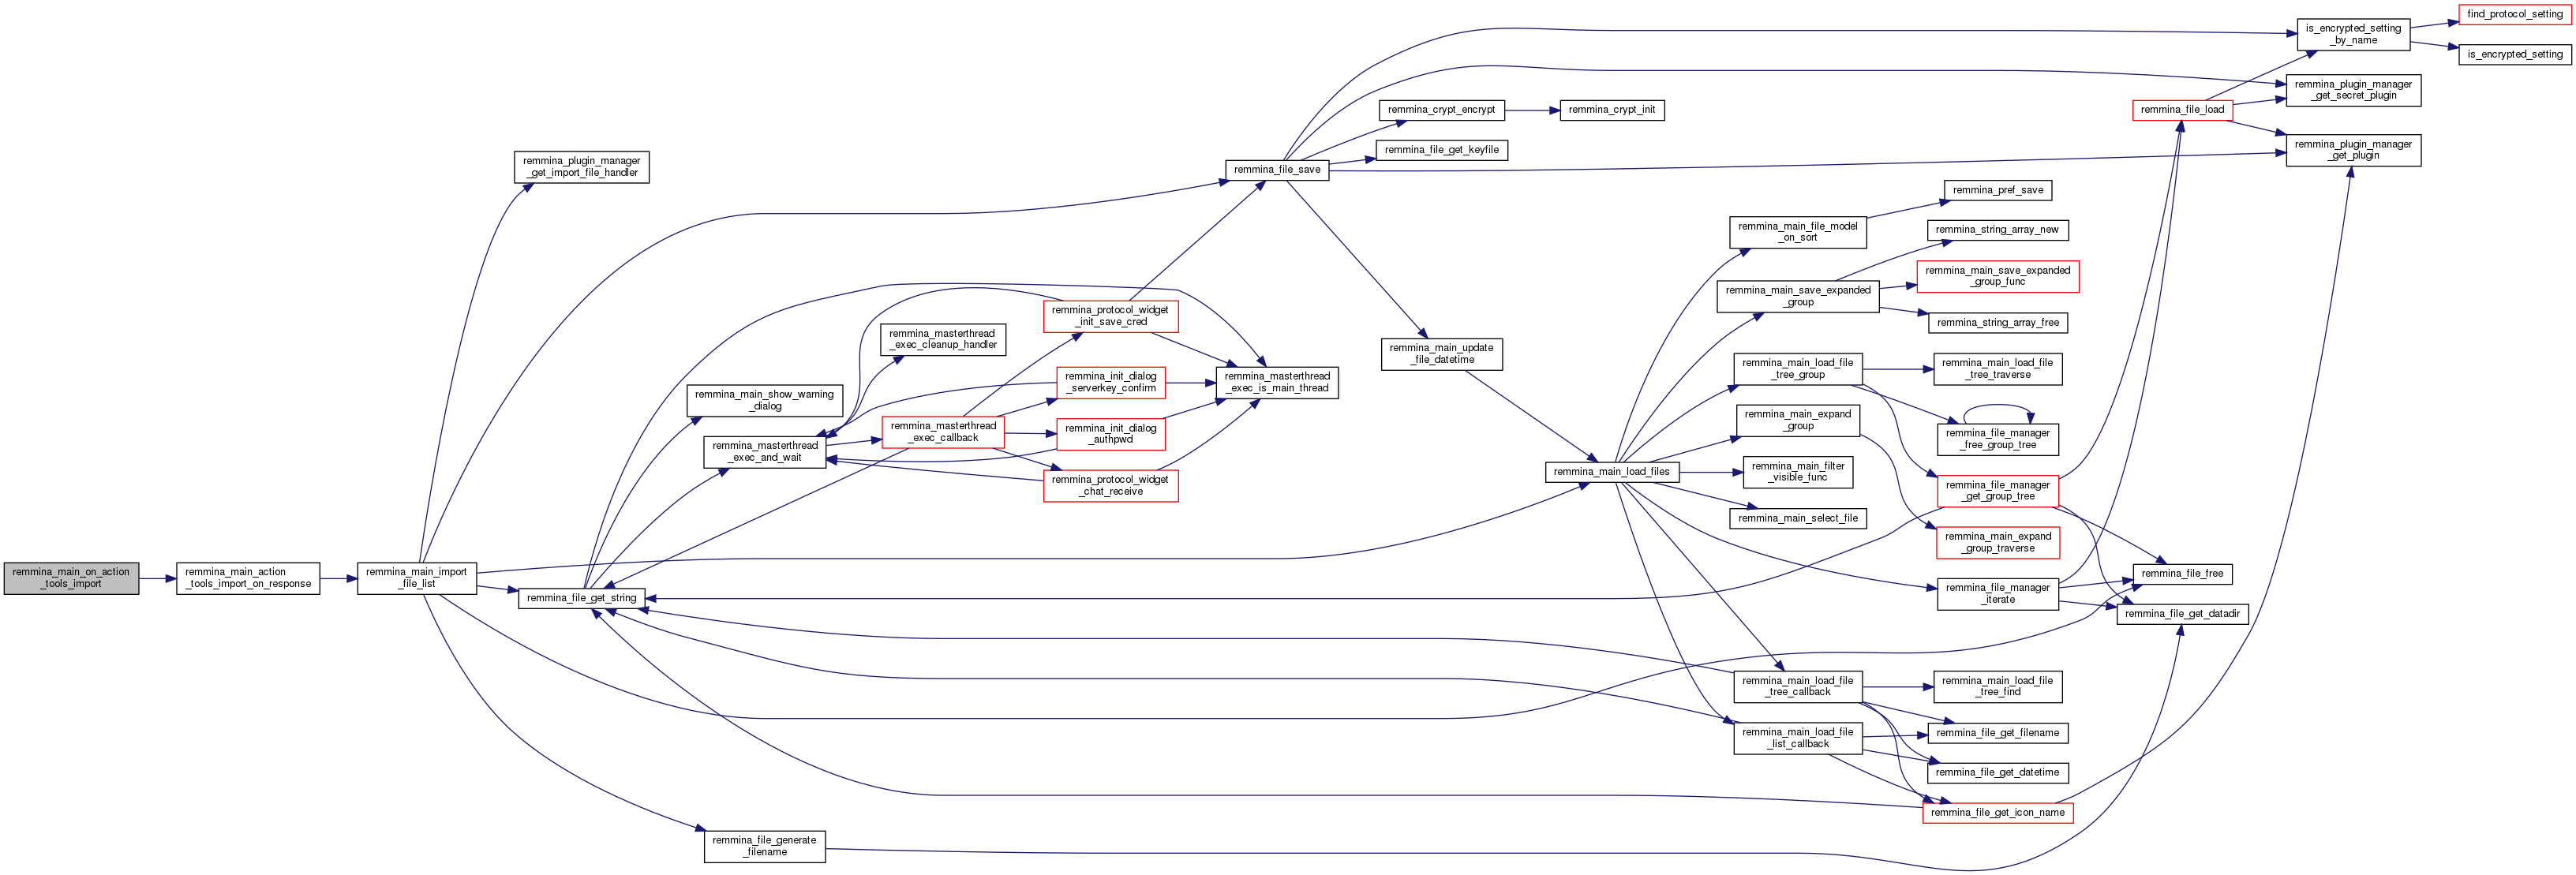 remmina_main_on_action
_tools_import
remmina_main_action
_tools_import_on_response
remmina_main_import
_file_list
remmina_plugin_manager
_get_import_file_handler
remmina_file_get_string
remmina_main_show_warning
_dialog
remmina_masterthread
_exec_and_wait
remmina_file_generate
_filename
remmina_masterthread
_exec_cleanup_handler
remmina_masterthread
_exec_callback
remmina_protocol_widget
_init_save_cred
remmina_init_dialog
_serverkey_confirm
remmina_init_dialog
_authpwd
remmina_protocol_widget
_chat_receive
remmina_file_save
remmina_masterthread
_exec_is_main_thread
remmina_crypt_encrypt
remmina_file_get_keyfile
remmina_main_update
_file_datetime
remmina_crypt_init
remmina_main_load_files
remmina_main_file_model
_on_sort
remmina_main_save_expanded
_group
remmina_main_load_file
_tree_group
remmina_main_expand
_group
remmina_main_filter
_visible_func
remmina_main_select_file
remmina_main_load_file
_tree_callback
remmina_main_load_file
_list_callback
remmina_pref_save
remmina_string_array_new
remmina_main_save_expanded
_group_func
remmina_string_array_free
remmina_main_load_file
_tree_traverse
remmina_file_manager
_free_group_tree
remmina_file_manager
_get_group_tree
remmina_main_expand
_group_traverse
remmina_file_manager
_iterate
remmina_main_load_file
_tree_find
remmina_file_get_filename
remmina_file_get_datetime
remmina_file_get_icon_name
remmina_file_load
remmina_file_free
remmina_file_get_datadir
is_encrypted_setting
_by_name
remmina_plugin_manager
_get_secret_plugin
remmina_plugin_manager
_get_plugin
find_protocol_setting
is_encrypted_setting